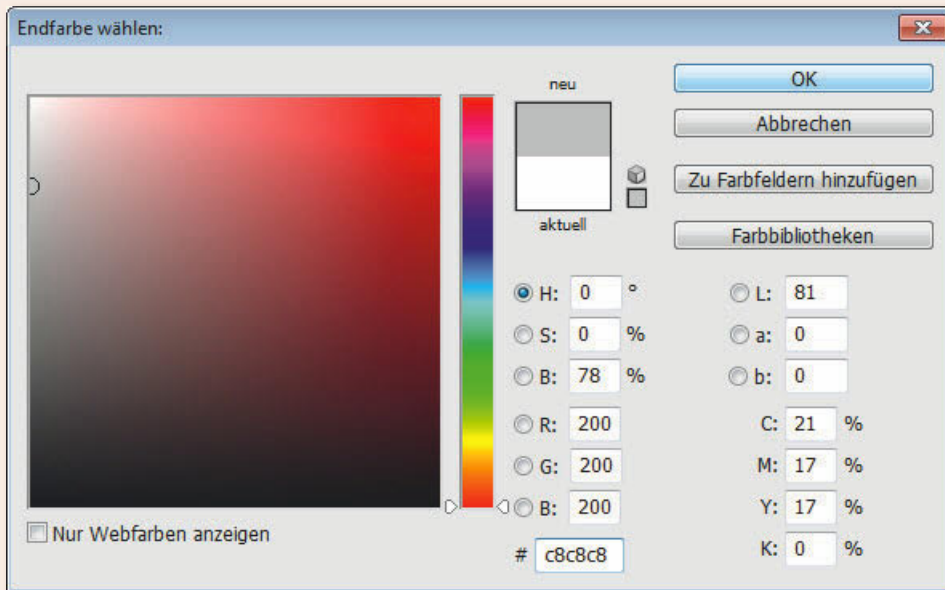 Endfarbe wählen:
neu
aktuell
OK
Abbrechen
Zu Farbfeldern hinzufügen
Farbbibliotheken
H: 0 °
S: 0 %
B: 78 %
R: 200
G: 200
B: 200
# c8c8c8
L: 81
a: 0
b: 0
C: 21 %
M: 17 %
Y: 17 %
K: 0 %
Nur Webfarben anzeigen